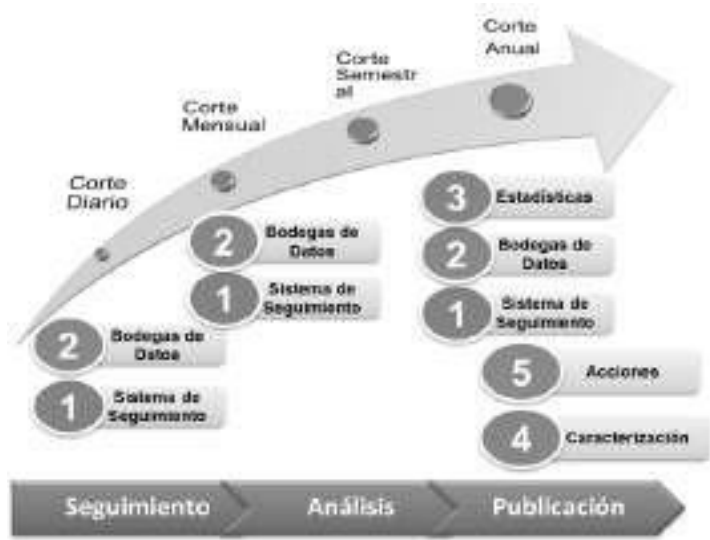 Corte
Anual
Corte
Semestr
al
Corte
Mensual
Corte
Diario
3 Estadísticas
2 Bodegas de
Datos
1 Sistema de
Seguimiento
2 Bodegas de
Datos
1 Sistema de
Seguimiento
2 Bodegas de
Datos
1 Sistema de
Seguimiento
5 Acciones
4 Caracterización
Seguimiento Análisis Publicación